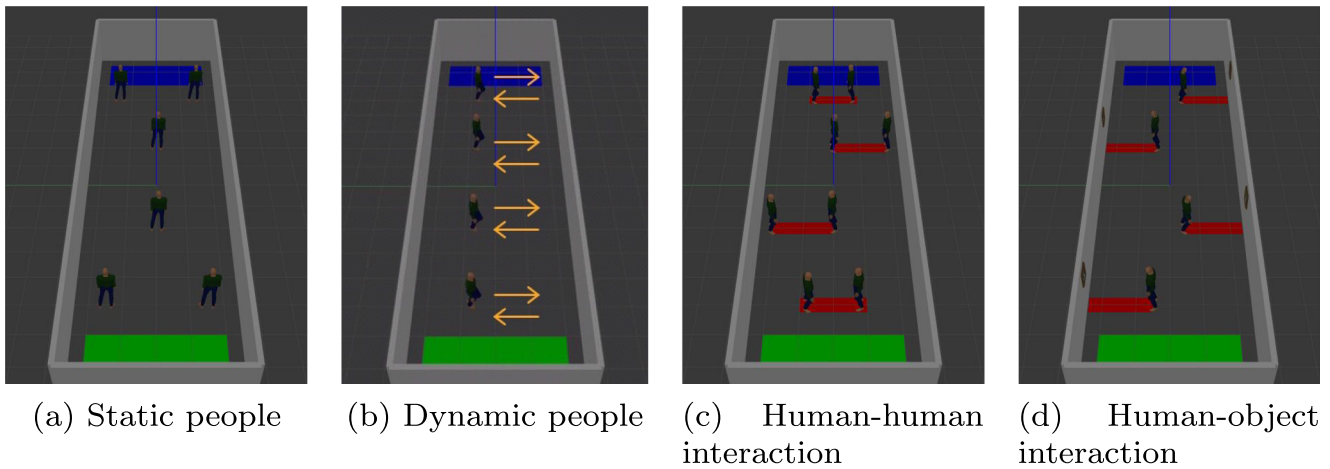 (a) Static people
(b) Dynamic people
(c) Human-human
interaction
(d) Human-object
interaction